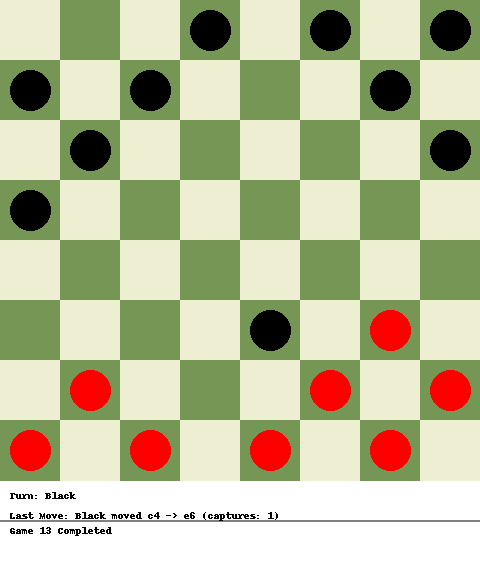 Turn: Black
Last Move: Black moved c4 -> e6 (captures: 1)
Game 13 Completed